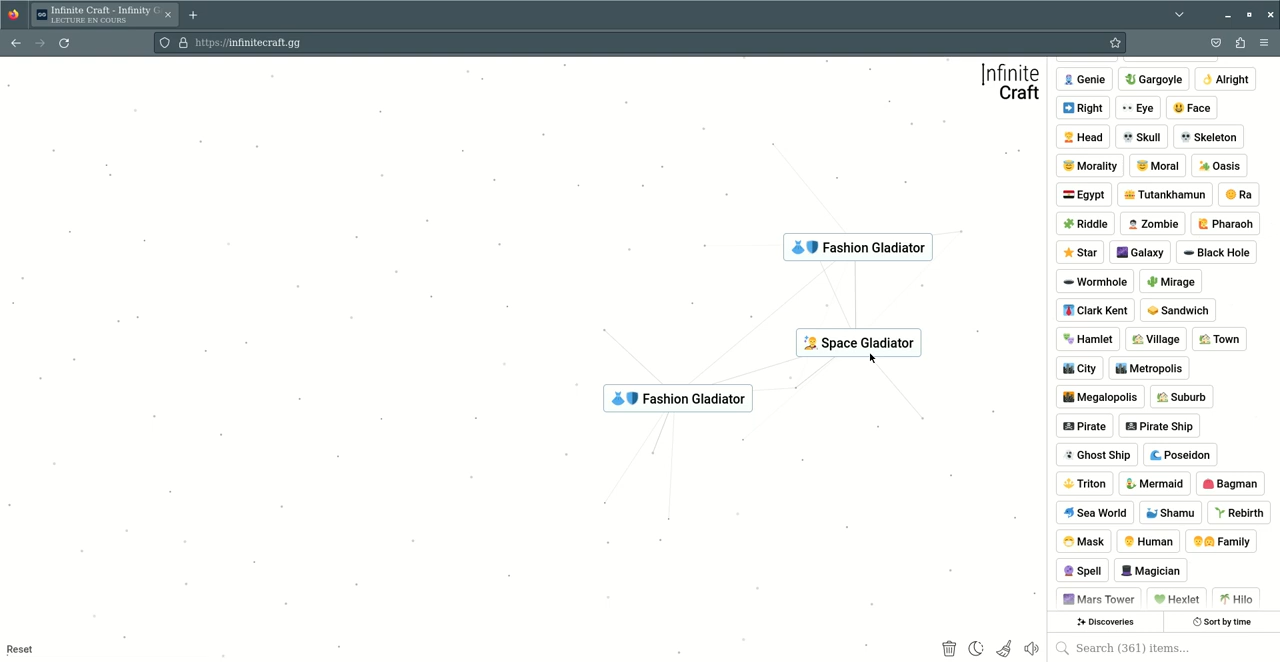 Infinite Craft - Infinity G
LECTURE EN COURS
https://infinitecraft.gg
Infinite
Craft
Genie Gargoyle Alright
Right Eye Face
Head Skull Skeleton
Morality Moral Oasis
Egypt Tutankhamun Ra
Riddle Zombie Pharaoh
Star Galaxy Black Hole
Wormhole Mirage
Clark Kent Sandwich
Hamlet Village Town
City Metropolis
Megalopolis Suburb
Pirate Pirate Ship
Ghost Ship Poseidon
Triton Mermaid Bagman
Sea World Shamu Rebirth
Mask Human Family
Spell Magician
Mars Tower Hexlet Hilo
Fashion Gladiator
Space Gladiator
Fashion Gladiator
Discoveries Sort by time
Search (361) items...
Reset